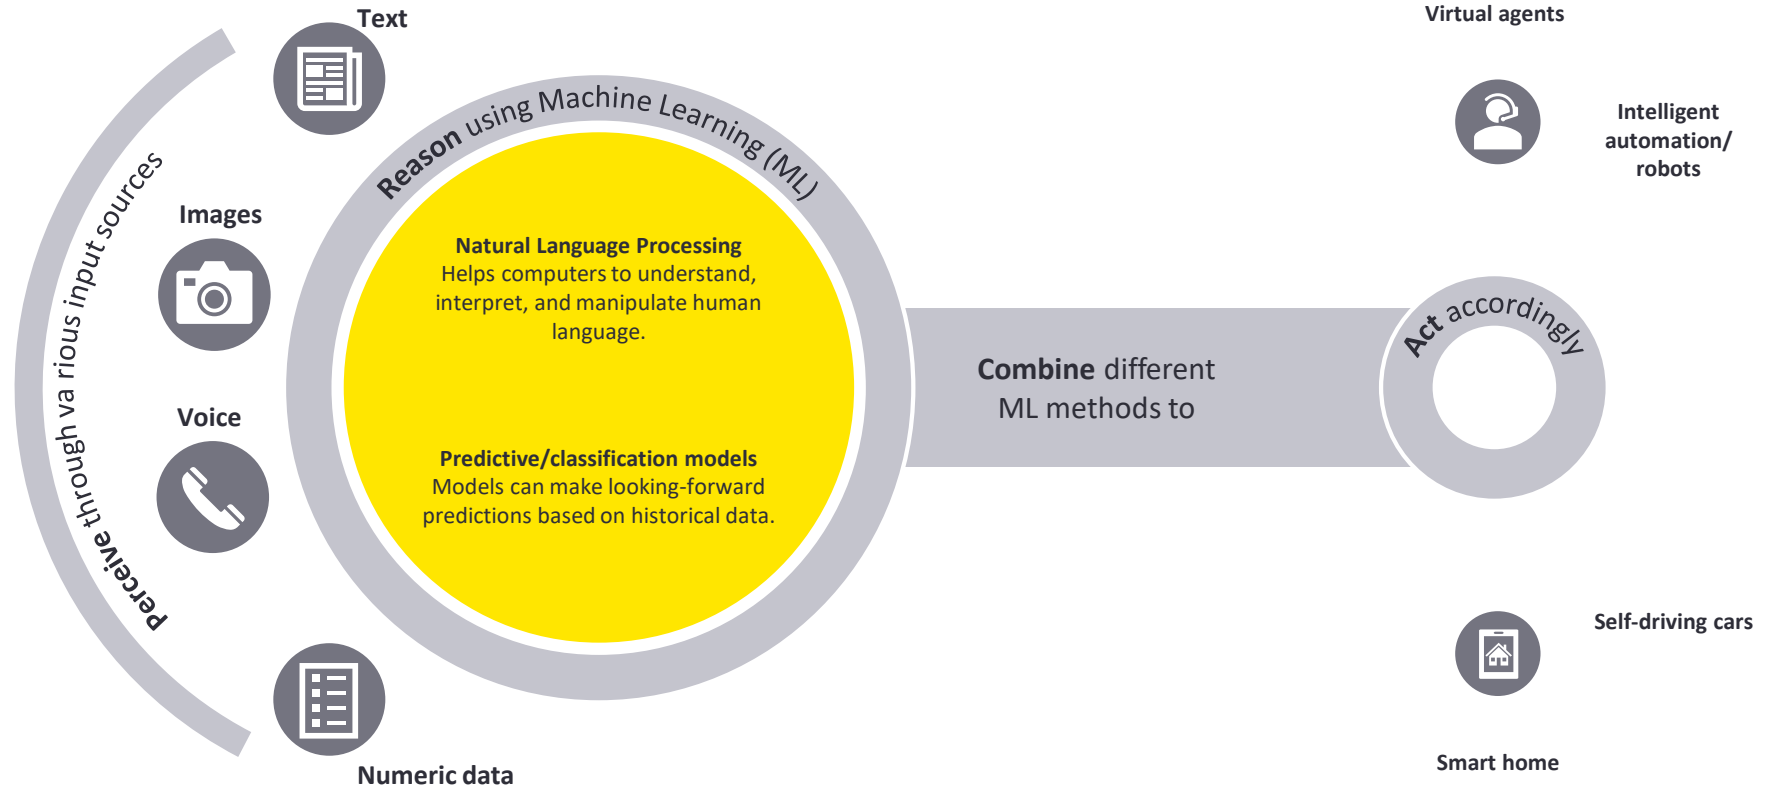 Text
Images
Voice
Numeric data
Perceive through va rious input sources
Reason using Machine Learning (ML)
Natural Language Processing
Helps computers to understand,
interpret, and manipulate human
language.
Predictive/classification models
Models can make looking-forward
predictions based on historical data.
Combine different
ML methods to
Act accordingly
Virtual agents
Intelligent
automation/
robots
Self-driving cars
Smart home